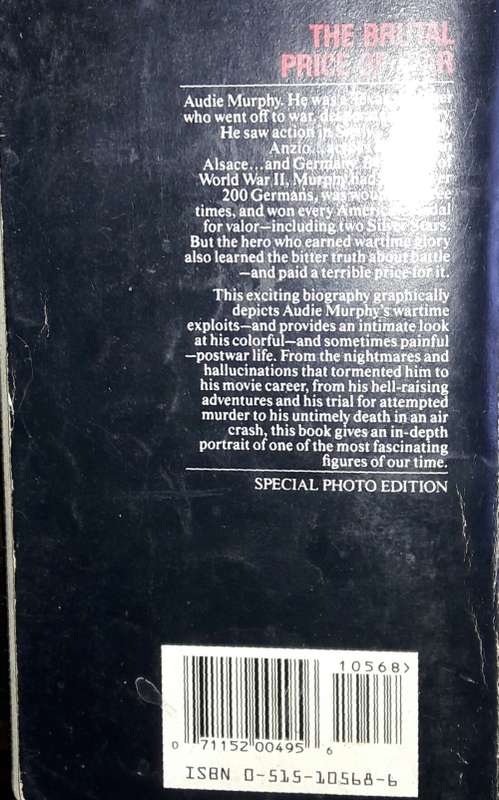 THE BRUTAL
PRICE
Audie Murphy. He was
who went off to war,
He saw action in
Anzio...
Alsace...and Germany.
World War II, Murphy had
200 Germans, was
times, and won every American medal
for valor—including two Silver Stars.
But the hero who earned wartime glory
also learned the bitter truth about battle
—and paid a terrible price for it.
This exciting biography graphically
depicts Audie Murphy's wartime
exploits—and provides an intimate look
at his colorful—and sometimes painful
—postwar life. From the nightmares and
hallucinations that tormented him to
his movie career, from his hell-raising
adventures and his trial for attempted
murder to his untimely death in an air
crash, this book gives an in-depth
portrait of one of the most fascinating
figures of our time.
SPECIAL PHOTO EDITION
10568>
0 71152 00495 6
ISBN 0-515-10568-6